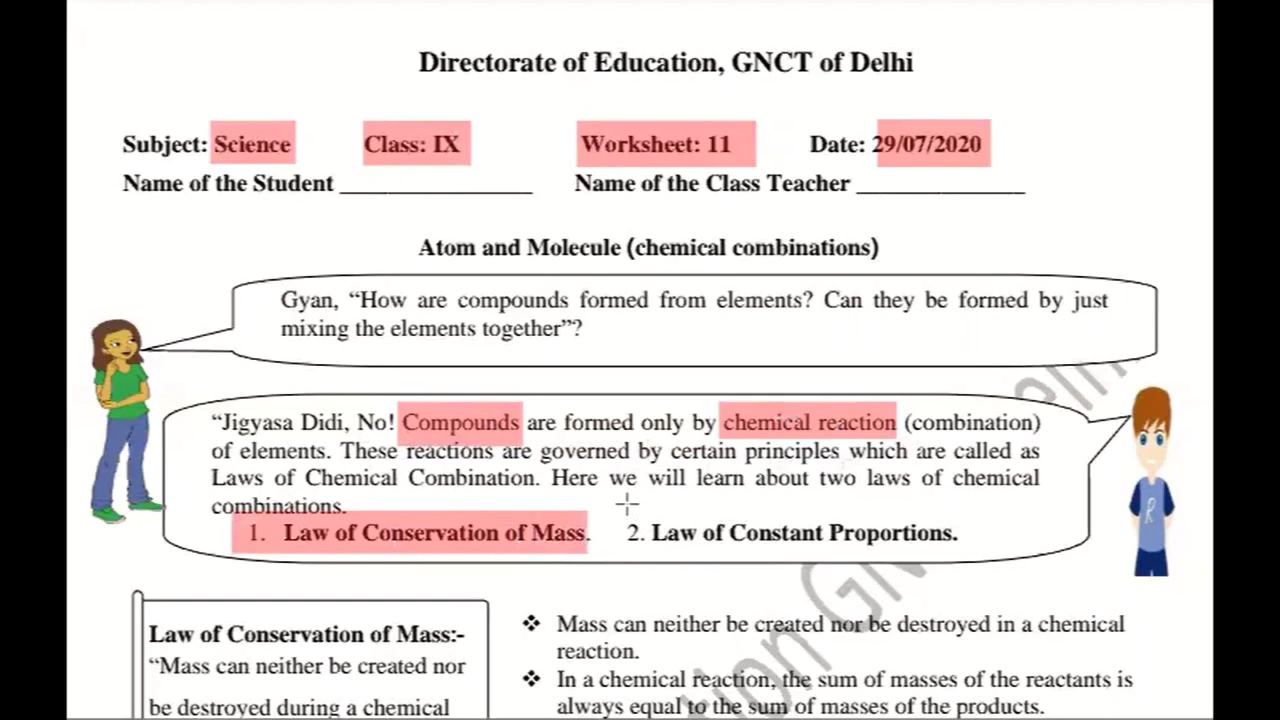 Directorate of Education, GNCT of Delhi
Subject: Science Class: IX Worksheet: 11 Date: 29/07/2020
Name of the Student ________________ Name of the Class Teacher ______________
Atom and Molecule (chemical combinations)
Gyan, “How are compounds formed from elements? Can they be formed by just
mixing the elements together”?
“Jigyasa Didi, No! Compounds are formed only by chemical reaction (combination)
of elements. These reactions are governed by certain principles which are called as
Laws of Chemical Combination. Here we will learn about two laws of chemical
combinations.
1. Law of Conservation of Mass. 2. Law of Constant Proportions.
R
Law of Conservation of Mass:-
“Mass can neither be created nor
be destroyed during a chemical
❖ Mass can neither be created nor be destroyed in a chemical
reaction.
❖ In a chemical reaction, the sum of masses of the reactants is
always equal to the sum of masses of the products.